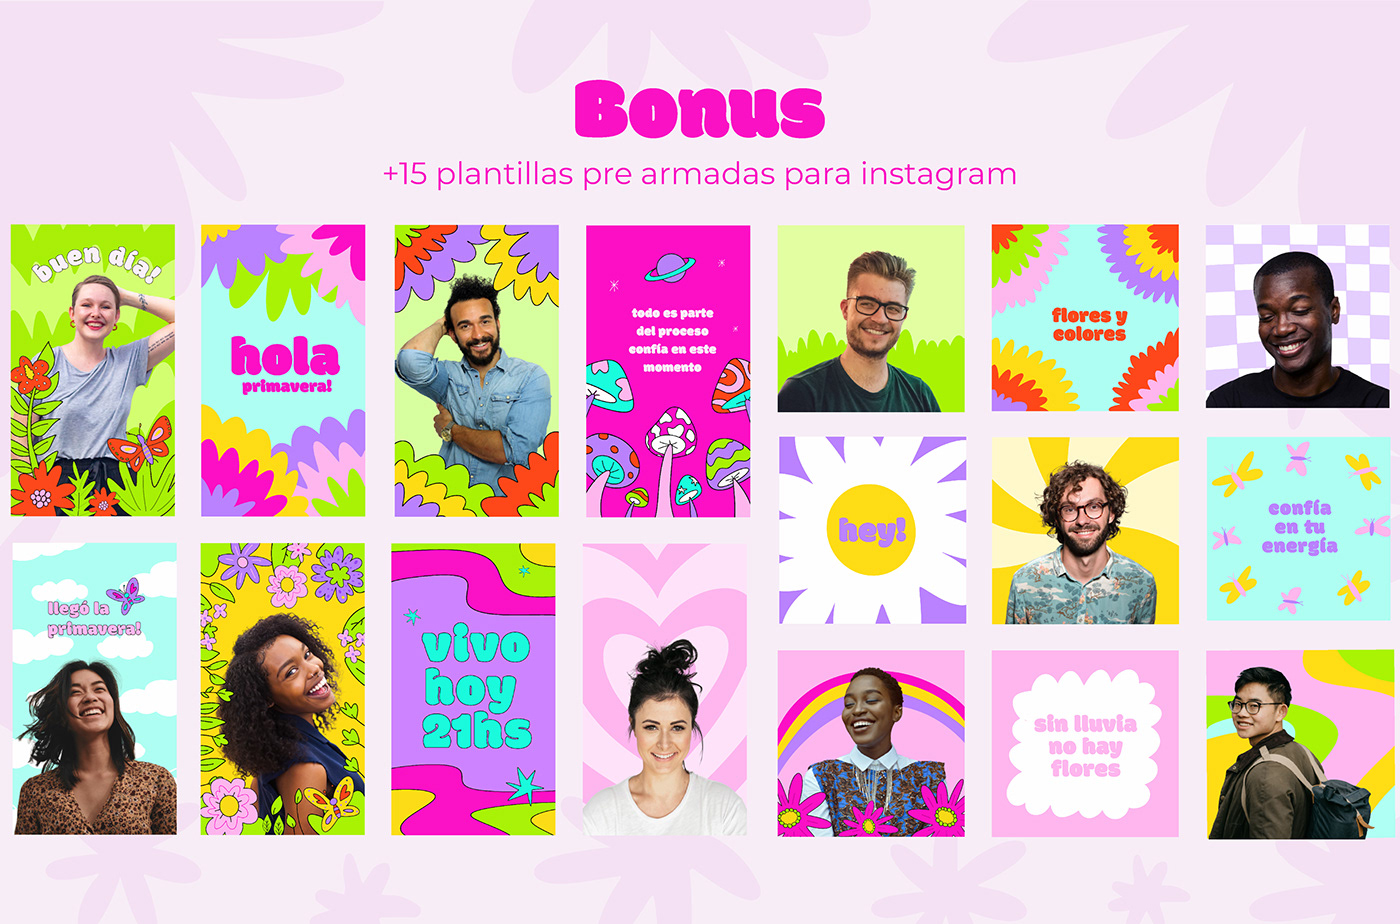 Bonus
+15 plantillas pre armadas para instagram
buen día!
hola
primavera!
todo es parte
del proceso
confía en este
momento
flores y
colores
hey!
confía
en tu
energía
llegó la
primavera!
vivo
hoy
21hs
sin lluvia
no hay
flores